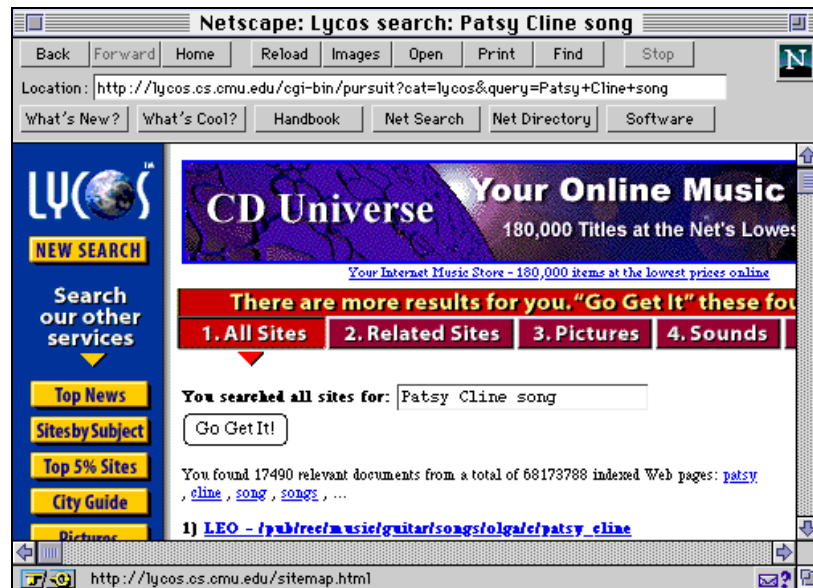 Netscape: Lycos search: Patsy Cline song
Back Forward Home Reload Images Open Print Find Stop
N
Location: http://lycos.cs.cmu.edu/cgi-bin/pursuit?cat=lycos&query=Patsy+Cline+song
What's New? What's Cool? Handbook Net Search Net Directory Software
LYCOS™
NEW SEARCH
Search
our other
services
Top News
Sites by Subject
Top 5% Sites
City Guide
Pictures
CD Universe
Your Online Music
180,000 Titles at the Net's Lowes
Your Internet Music Store - 180,000 items at the lowest prices online
There are more results for you. "Go Get It" these fou
1. All Sites 2. Related Sites 3. Pictures 4. Sounds
You searched all sites for: Patsy Cline song
Go Get It!
You found 17490 relevant documents from a total of 68173788 indexed Web pages: patsy
, cline , song , songs , ...
1) LEO - /pub/rec/music/guitar/songs/olga/c/patsy_cline
http://lycos.cs.cmu.edu/sitemap.html
?